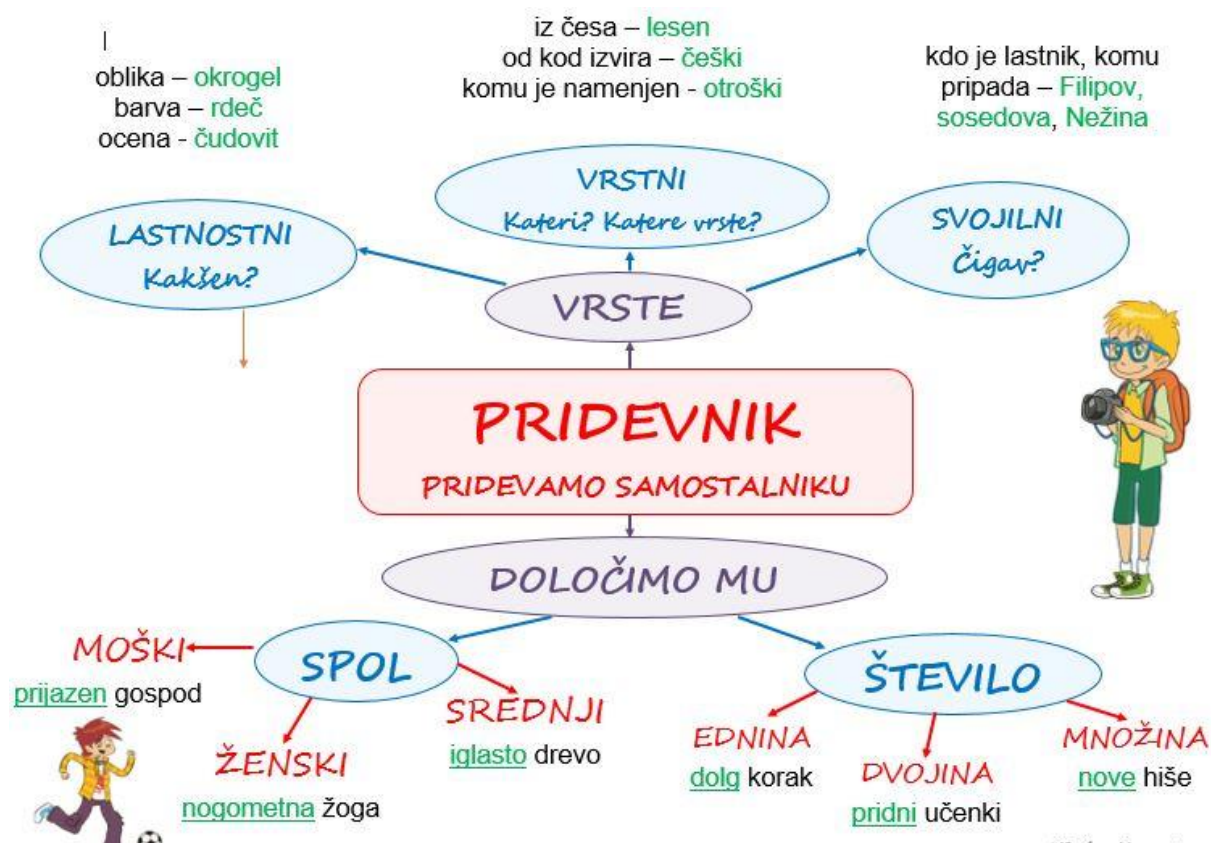 oblika – okrogel
barva – rdeč
ocena - čudovit
iz česa – lesen
od kod izvira – češki
komu je namenjen - otroški
kdo je lastnik, komu
pripada – Filipov,
sosedova, Nežina
LASTNOSTNI
Kakšen?
VRSTNI
Kateri? Katere vrste?
SVOJILNI
Čigav?
VRSTE
PRIDEVNIK
PRIDEVAMO SAMOSTALNIKU
DOLOČIMO MU
SPOL
MOŠKI
prijazen gospod
ŽENSKI
nogometna žoga
SREDNJI
iglasto drevo
ŠTEVILO
EDNINA
dolg korak
DVOJINA
pridni učenki
MNOŽINA
nove hiše